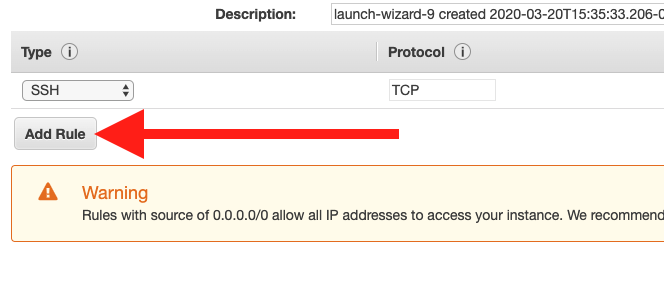 Description: launch-wizard-9 created 2020-03-20T15:35:33.206-0
Type i Protocol i
SSH TCP
Add Rule
Warning
Rules with source of 0.0.0.0/0 allow all IP addresses to access your instance. We recommend